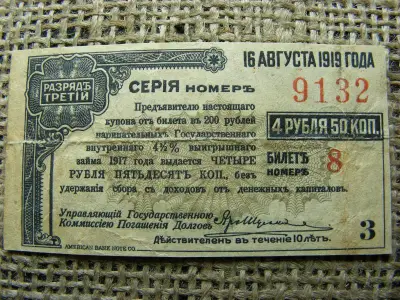 16 АВГУСТА 1919 ГОДА
РАЗРЯДЪ
ТРЕТІЙ
СЕРІЯ НОМЕРЪ
9132
Предъявителю настоящаго
купона отъ билета въ 200 рублей
нарицательныхъ Государственнаго
внутренняго 4½% выигрышнаго
займа 1917 года выдается ЧЕТЫРЕ
РУБЛЯ ПЯТЬДЕСЯТЪ КОП. безъ
удержанія сбора съ доходовъ отъ денежныхъ капиталовъ.
4 РУБЛЯ 50 КОП.
БИЛЕТЪ
НОМЕРЪ
8
Управляющій Государственною
Коммиссіею Погашенія Долговъ
3
Дѣйствителенъ въ теченіе 10 лѣтъ.
AMERICAN BANK NOTE CO.